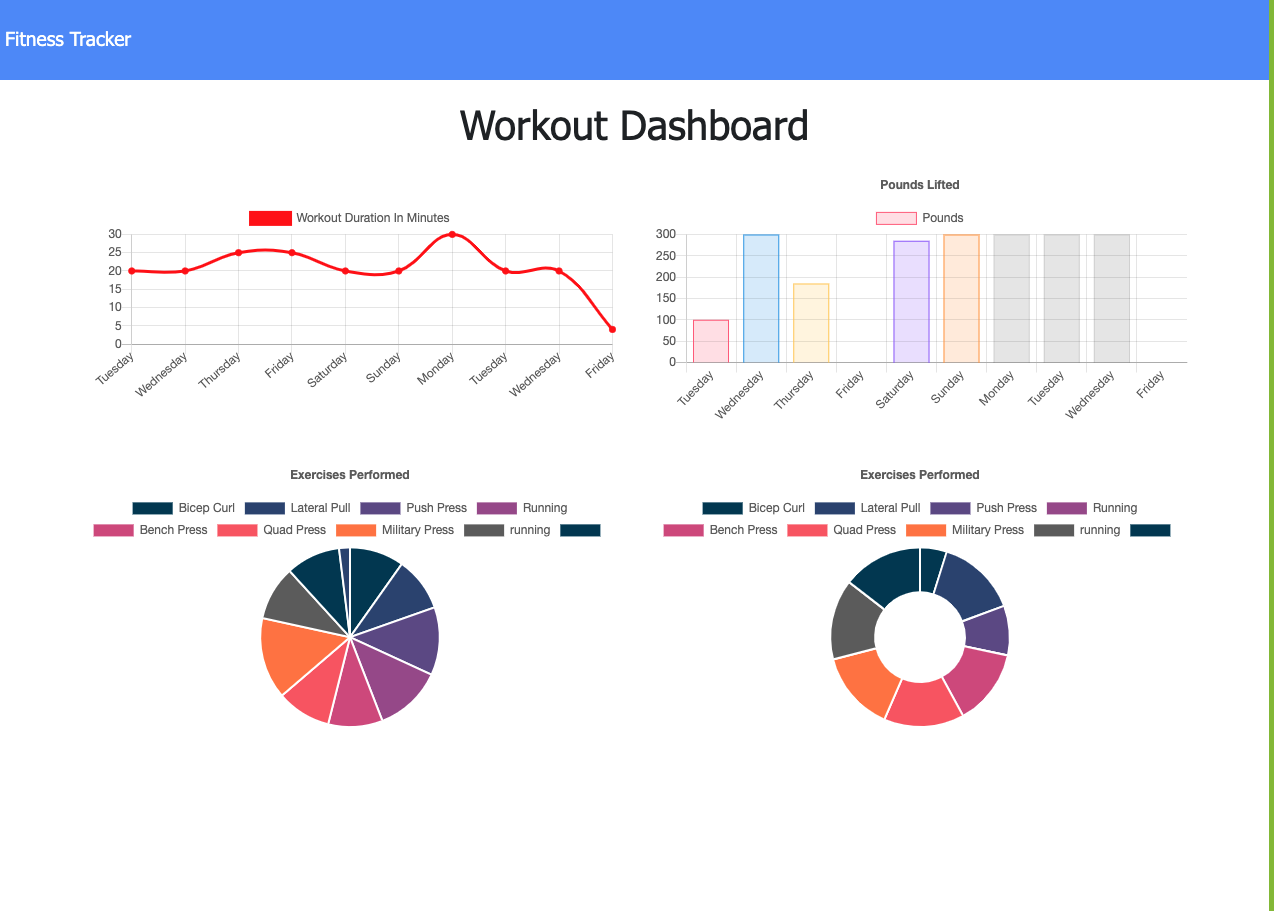 Fitness Tracker
Workout Dashboard
Workout Duration In Minutes
30
25
20
15
10
5
0
Tuesday Wednesday Thursday Friday Saturday Sunday Monday Tuesday Wednesday Friday
Pounds Lifted
Pounds
300
250
200
150
100
50
0
Tuesday Wednesday Thursday Friday Saturday Sunday Monday Tuesday Wednesday Friday
Exercises Performed
Bicep Curl Lateral Pull Push Press Running
Bench Press Quad Press Military Press running
Exercises Performed
Bicep Curl Lateral Pull Push Press Running
Bench Press Quad Press Military Press running